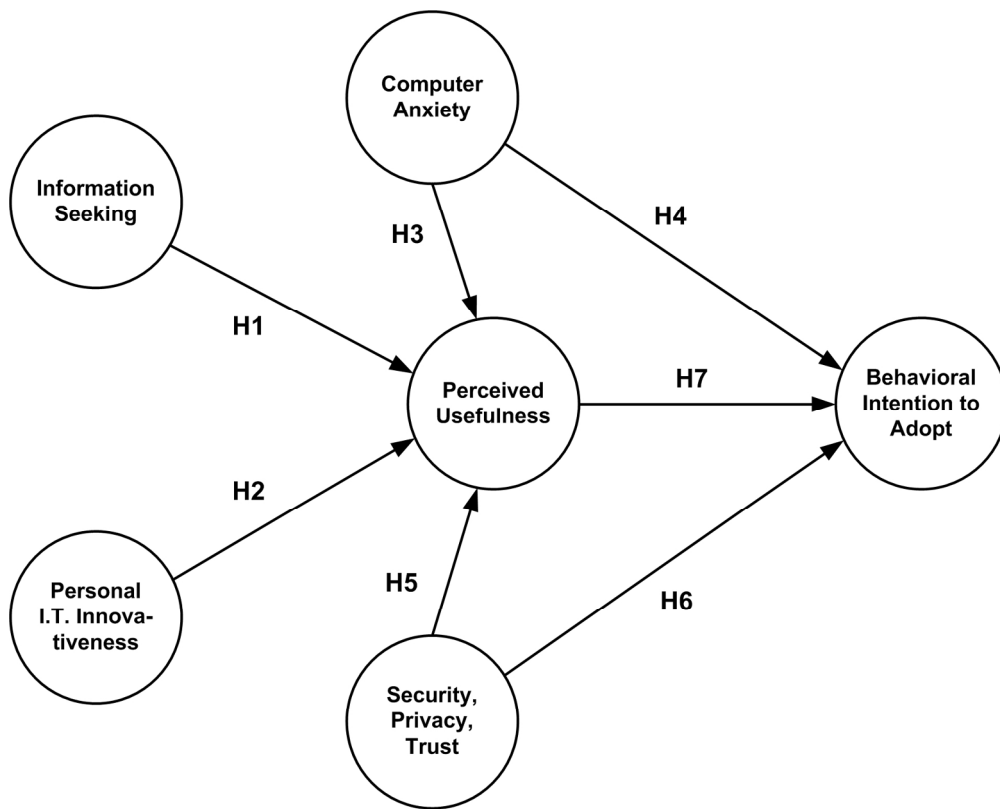 Computer
Anxiety
Information
Seeking
H4
H3
H1
Perceived
Usefulness
H7
Behavioral
Intention to
Adopt
H2
Personal
I.T. Innova-
tiveness
H5
H6
Security,
Privacy,
Trust